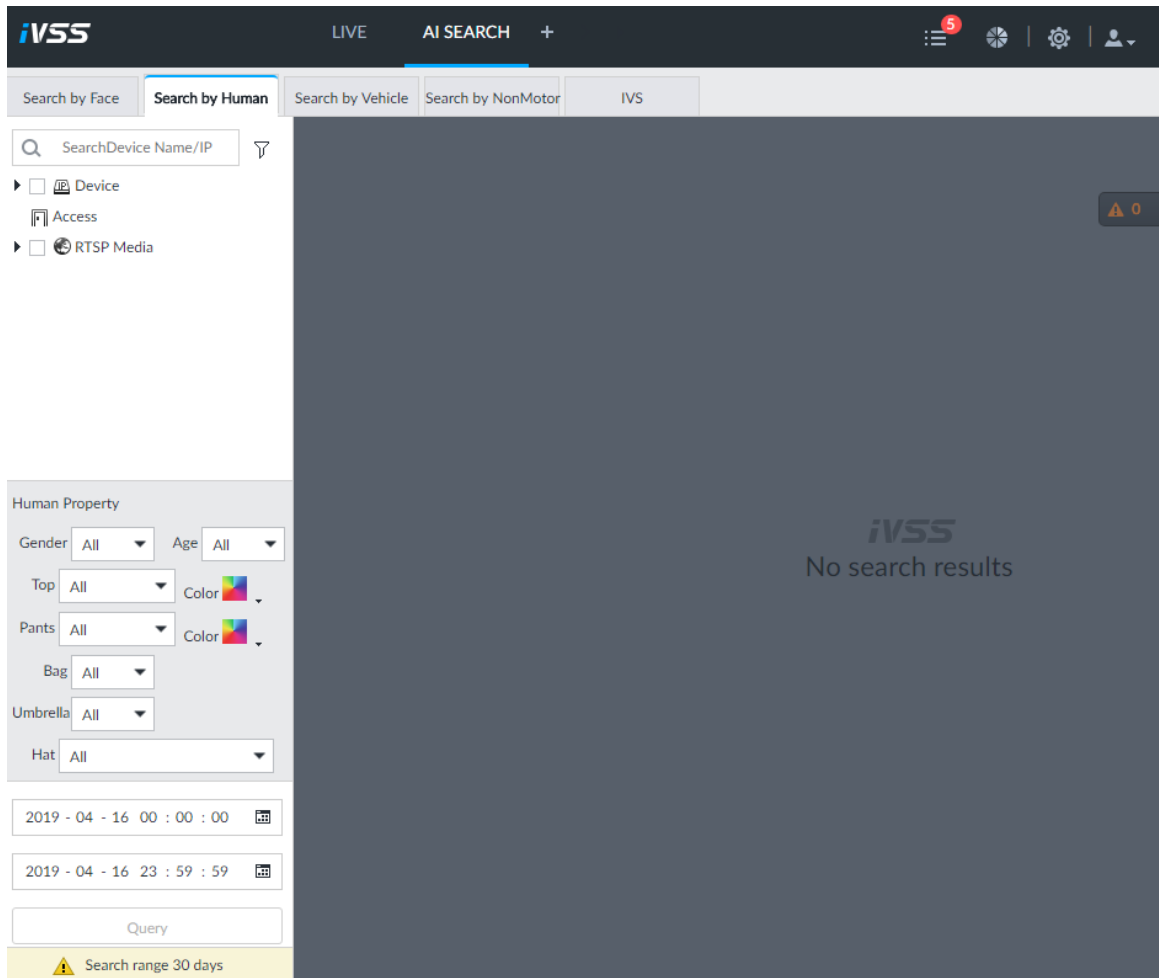 iVSS
LIVE
AI SEARCH
+
5
Search by Face
Search by Human
Search by Vehicle
Search by NonMotor
IVS
SearchDevice Name/IP
IP Device
Access
RTSP Media
0
Human Property
Gender All
Age All
Top All
Color
Pants All
Color
Bag All
Umbrella All
Hat All
2019 - 04 - 16 00 : 00 : 00
2019 - 04 - 16 23 : 59 : 59
Query
Search range 30 days
iVSS
No search results